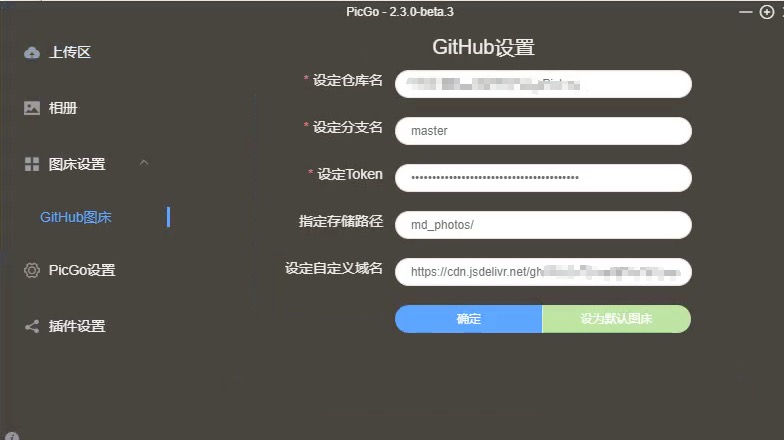 PicGo - 2.3.0-beta.3
上传区
相册
图床设置
GitHub图床
PicGo设置
插件设置
GitHub设置
* 设定仓库名
* 设定分支名
master
* 设定Token
••••••••••••••••••••••••••••••••••••••••
指定存储路径
md_photos/
设定自定义域名
https://cdn.jsdelivr.net/gh/
确定
设为默认图床